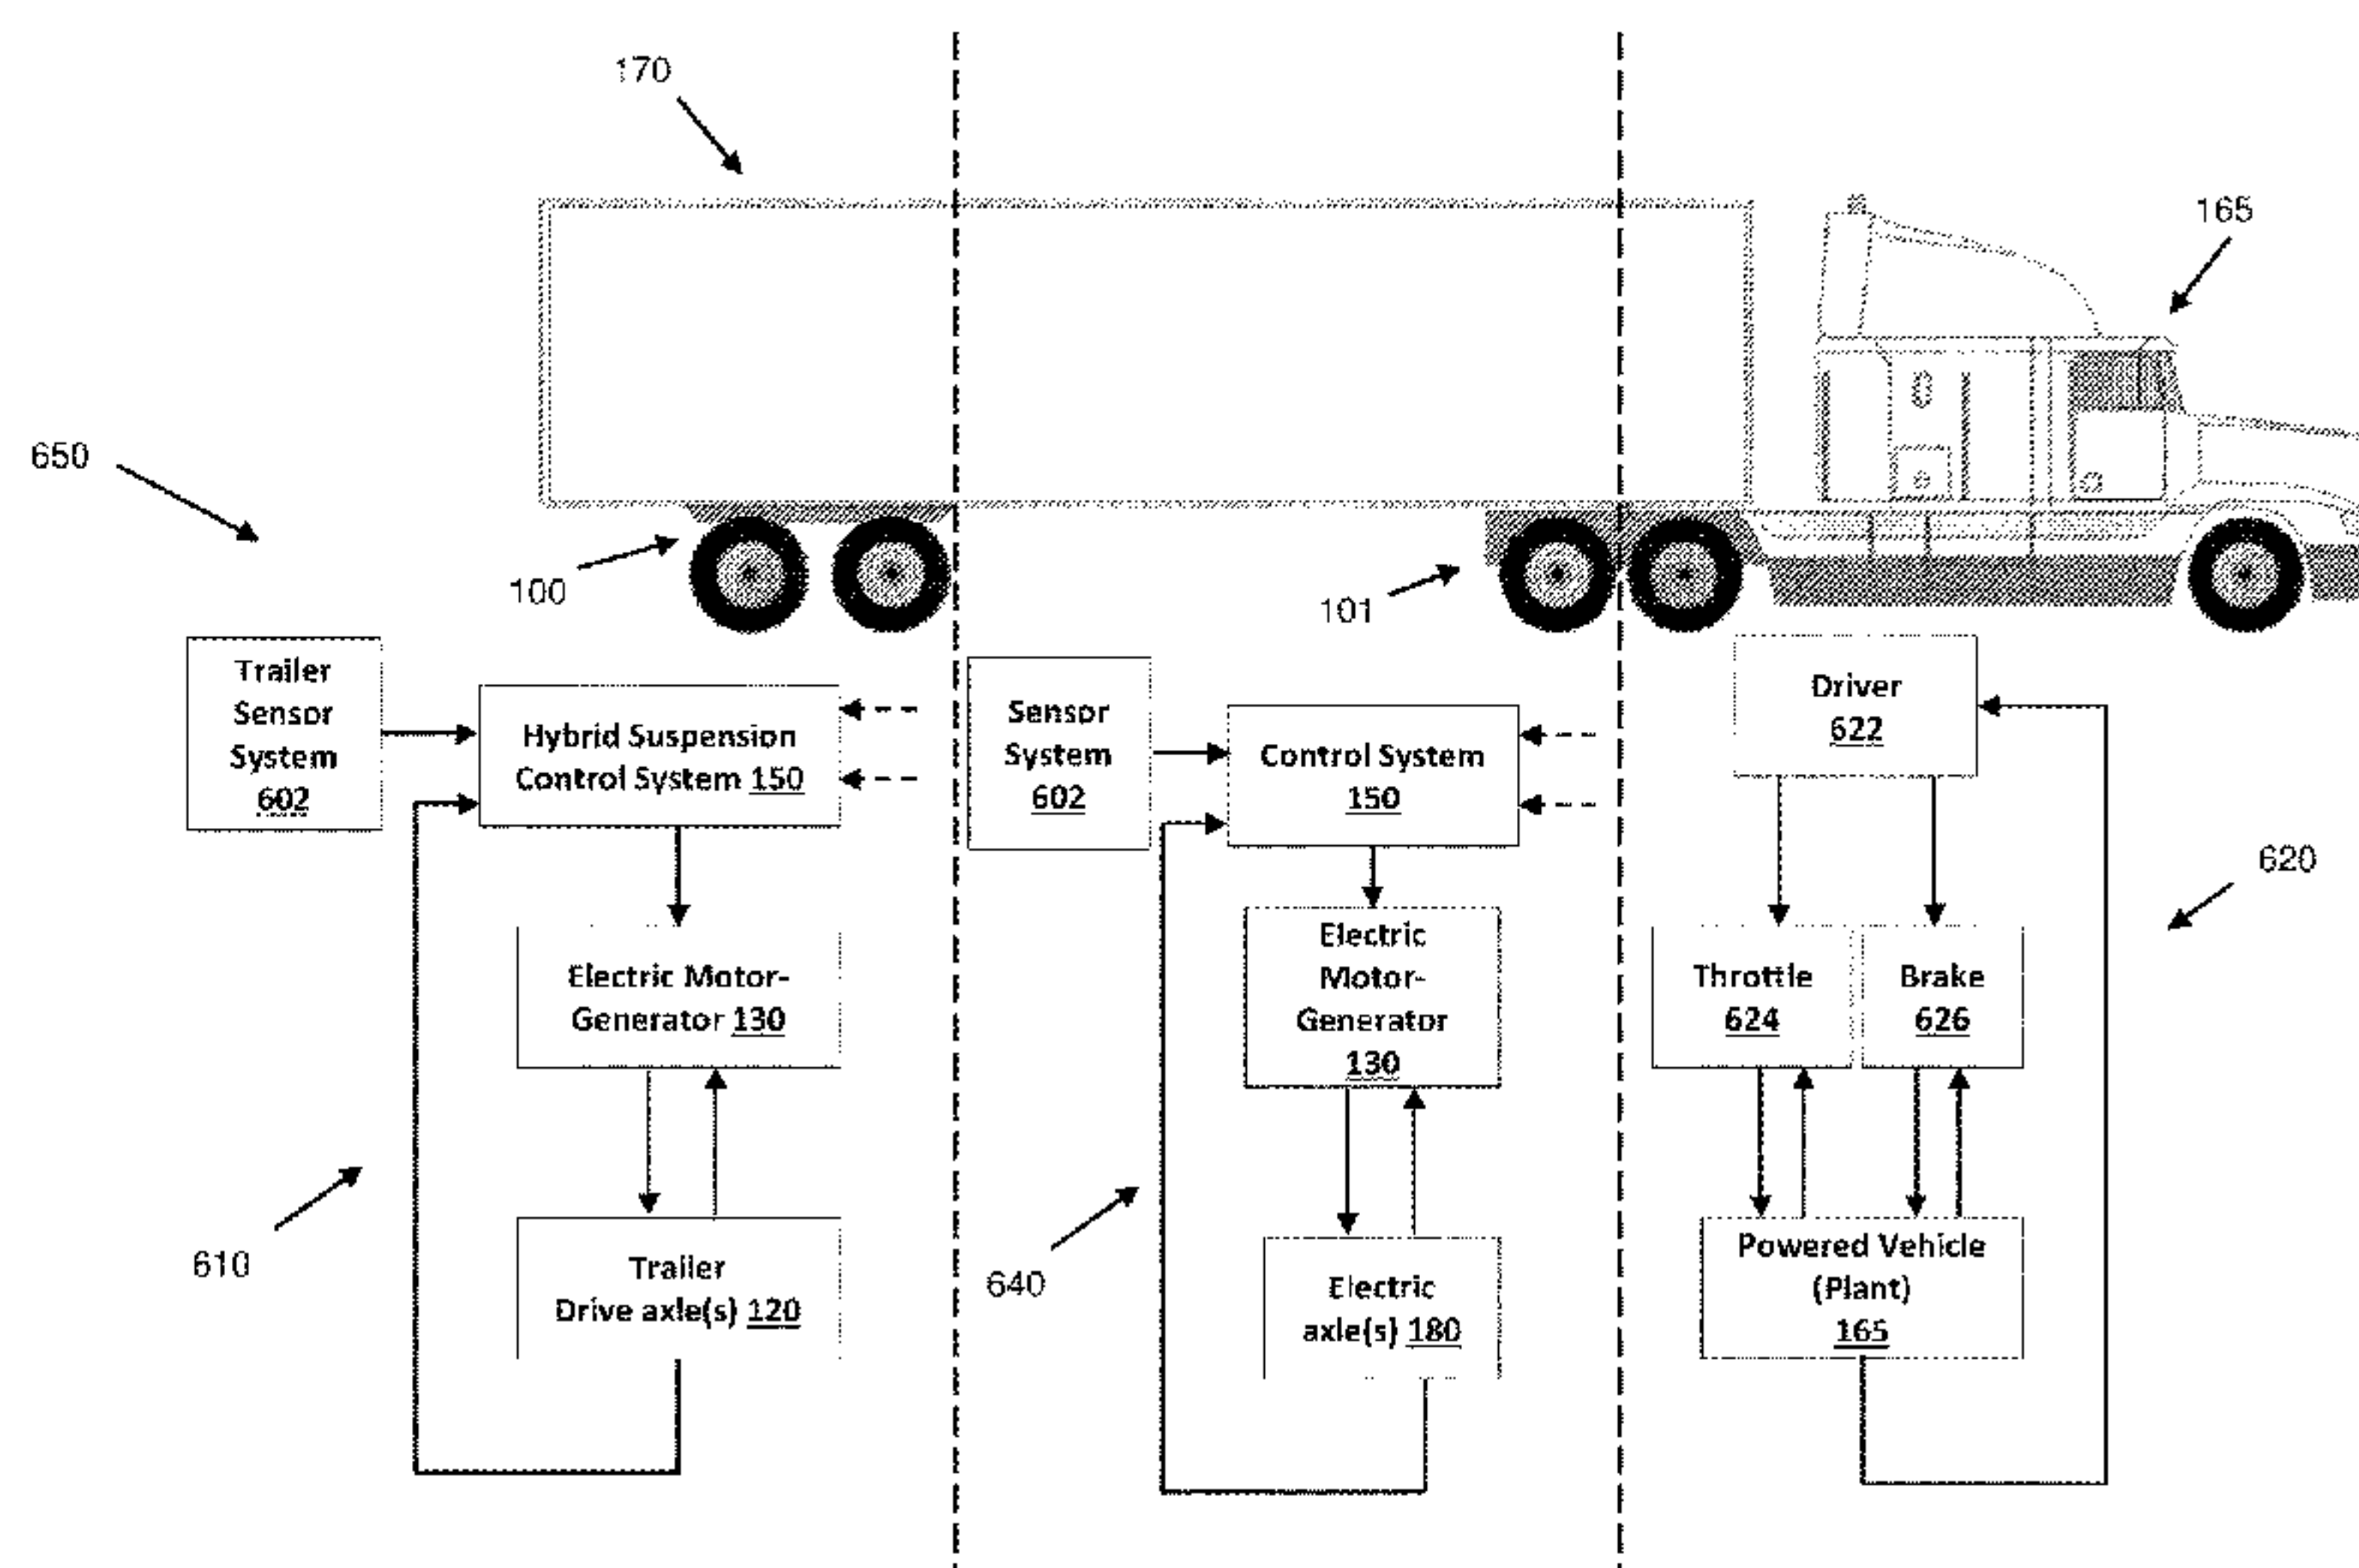 170
165
650
100
101
Trailer
Sensor
System
602
Hybrid Suspension
Control System 150
Electric Motor-
Generator 130
Trailer
Drive axle(s) 120
610
Sensor
System
602
Control System
150
Electric
Motor-
Generator
130
Electric
axle(s) 180
640
Driver
622
Throttle
624
Brake
626
Powered Vehicle
(Plant)
165
620